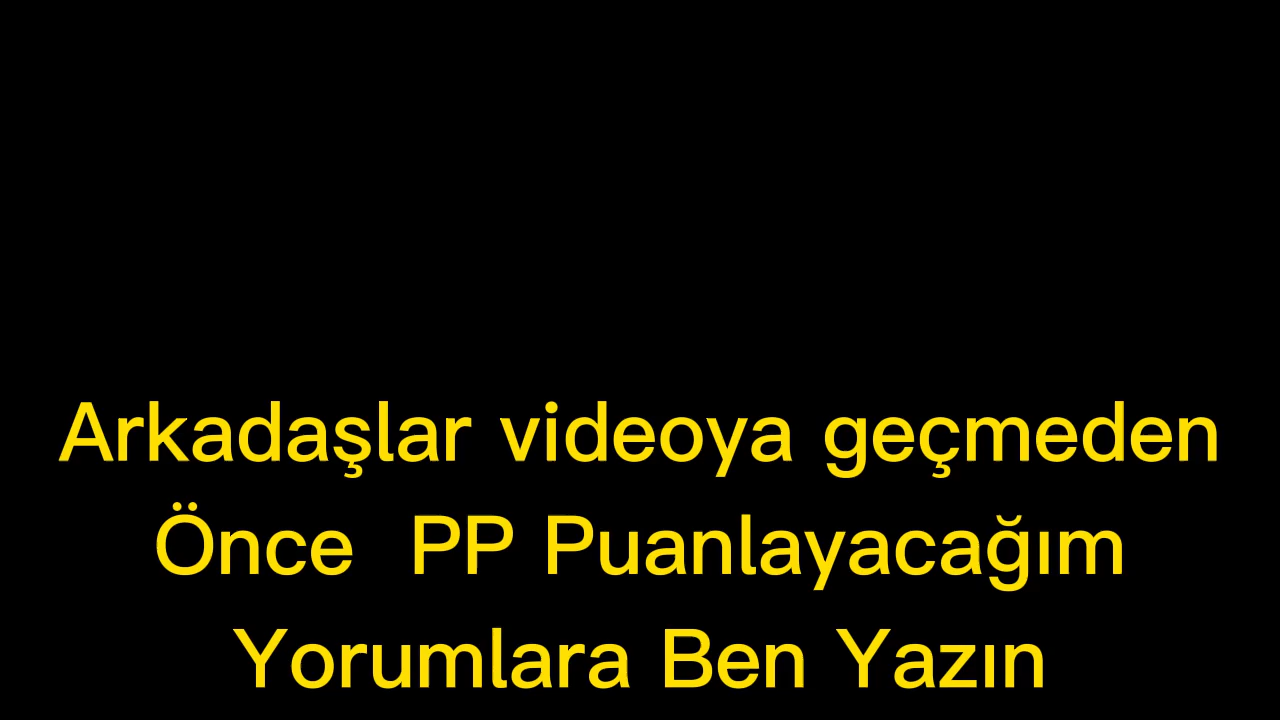 Arkadaşlar videoya geçmeden
Önce  PP Puanlayacağım
Yorumlara Ben Yazın